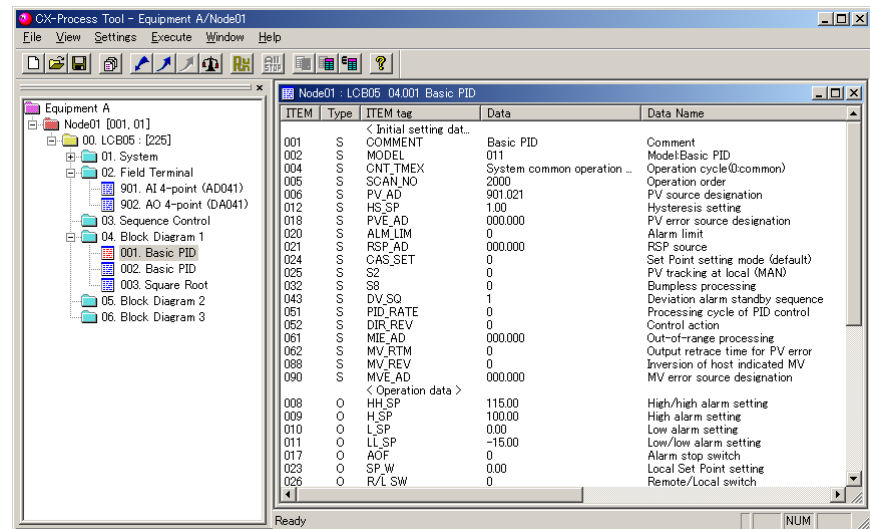 CX-Process Tool - Equipment A/Node01
File View Settings Execute Window Help
Equipment A
Node01 [001, 01]
00. LCB05 : [225]
01. System
02. Field Terminal
901. AI 4-point (AD041)
902. AO 4-point (DA041)
03. Sequence Control
04. Block Diagram 1
001. Basic PID
002. Basic PID
003. Square Root
05. Block Diagram 2
06. Block Diagram 3
Node01 : LCB05 04.001 Basic PID
ITEM Type ITEM tag Data Data Name
< Initial setting dat...
001 S COMMENT Basic PID Comment
002 S MODEL 011 Model:Basic PID
004 S CNT_TMEX System common operation ... Operation cycle(0:common)
005 S SCAN_NO 2000 Operation order
006 S PV_AD 901.021 PV source designation
012 S HS_SP 1.00 Hysteresis setting
018 S PVE_AD 000.000 PV error source designation
020 S ALM_LIM 0 Alarm limit
021 S RSP_AD 000.000 RSP source
024 S CAS_SET 0 Set Point setting mode (default)
025 S S2 0 PV tracking at local (MAN)
032 S S8 0 Bumpless processing
043 S DV_SQ 1 Deviation alarm standby sequence
051 S PID_RATE 0 Processing cycle of PID control
052 S DIR_REV 0 Control action
061 S MIE_AD 000.000 Out-of-range processing
062 S MV_RTM 0 Output retrace time for PV error
088 S MV_REV 0 Inversion of host indicated MV
090 S MVE_AD 000.000 MV error source designation
< Operation data >
008 O HH_SP 115.00 High/high alarm setting
009 O H_SP 100.00 High alarm setting
010 O L_SP 0.00 Low alarm setting
011 O LL_SP -15.00 Low/low alarm setting
017 O AOF 0 Alarm stop switch
023 O SP_W 0.00 Local Set Point setting
026 O R/L_SW 0 Remote/Local switch
Ready NUM